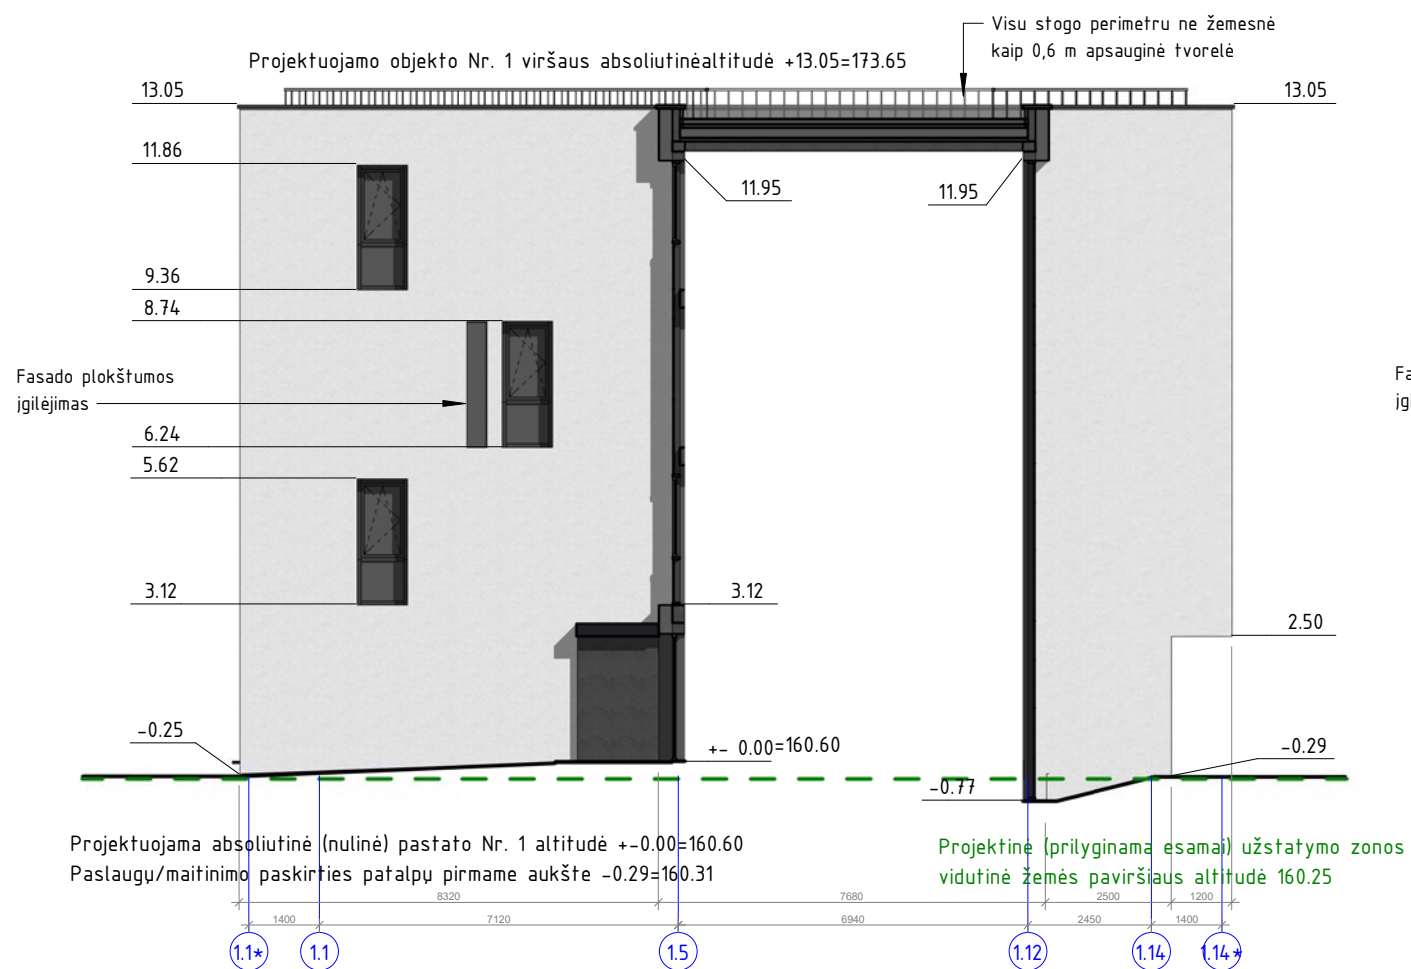 Visu stogo perimetru ne žemesnė
kaip 0,6 m apsauginė tvorelė
Projektuojamo objekto Nr. 1 viršaus absoliutinėaltitudė +13.05=173.65
13.05
13.05
11.86
11.95
11.95
9.36
8.74
Fasado plokštumos
įgilėjimas
6.24
5.62
3.12
3.12
2.50
-0.25
+- 0.00=160.60
-0.29
-0.77
Projektuojama absoliutinė (nulinė) pastato Nr. 1 altitudė +-0.00=160.60
Paslaugų/maitinimo paskirties patalpų pirmame aukšte -0.29=160.31
Projektinė (prilyginama esamai) užstatymo zonos
vidutinė žemės paviršiaus altitudė 160.25
8320 7680 2500 1200
1400 7120 6940 2450 1400
1.1* 1.1 1.5 1.12 1.14 1.14*